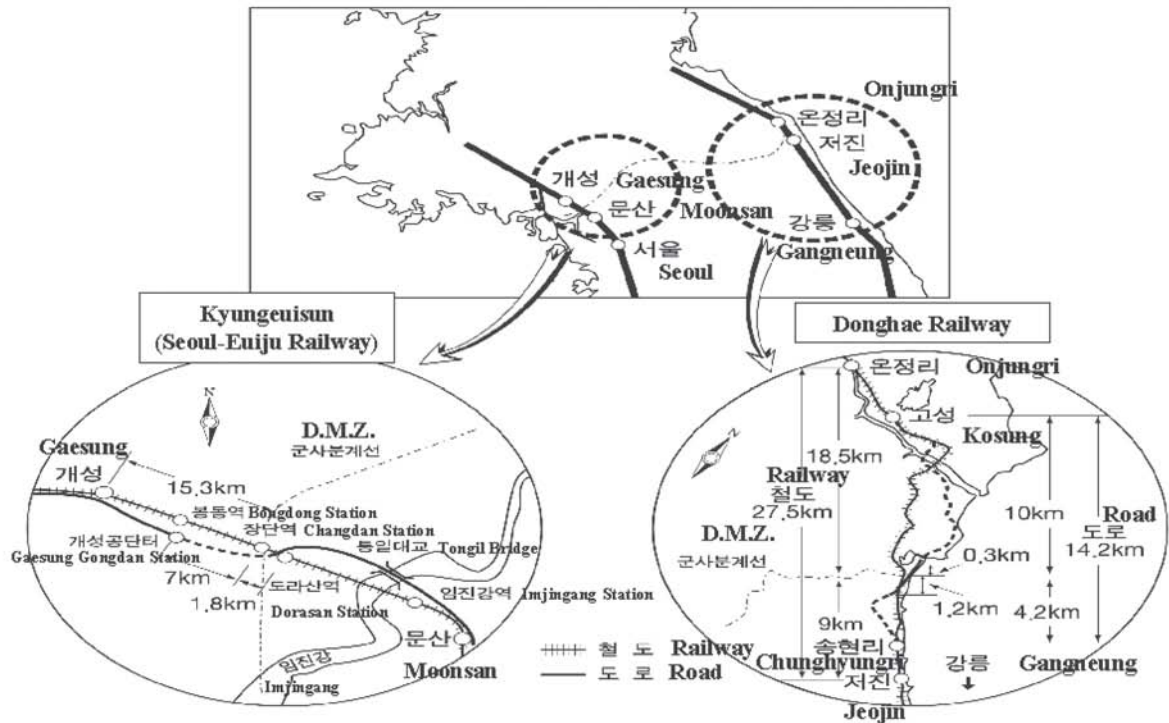 Onjungri
온정리
저진
Jeojin
개성 Gaesung
문산 Moonsan
강릉
Gangneung
서울
Seoul
Kyungeuisun
(Seoul-Euiju Railway)
Donghae Railway
N
D.M.Z.
군사분계선
Gaesung
개성
15.3km
봉동역 Bongdong Station
장단역 Changdan Station
개성공단터
Gaesung Gongdan Station
통일대교 Tongil Bridge
7km
1.8km
도라산역
Dorasan Station
임진강역 Imjingang Station
문산
Moonsan
임진강
Imjingang
철 도 Railway
도 로 Road
온정리 Onjungri
고성
Kosung
N
18.5km
Railway
철도
27.5km
D.M.Z.
군사분계선
10km
Road
도로
14.2km
0.3km
1.2km
4.2km
9km
송현리
Chunghyungri
강릉 Gangneung
저진
Jeojin